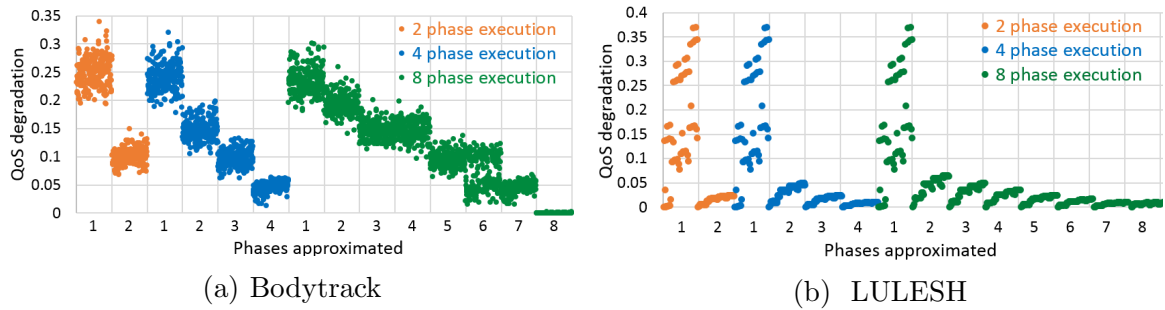 0.35
0.3
0.25
0.2
0.15
0.1
0.05
0
QoS degradation
2 phase execution
4 phase execution
8 phase execution
1 2 1 2 3 4 1 2 3 4 5 6 7 8
Phases approximated
(a) Bodytrack
0.4
0.35
0.3
0.25
0.2
0.15
0.1
0.05
0
QoS degradation
2 phase execution
4 phase execution
8 phase execution
1 2 1 2 3 4 1 2 3 4 5 6 7 8
Phases approximated
(b) LULESH